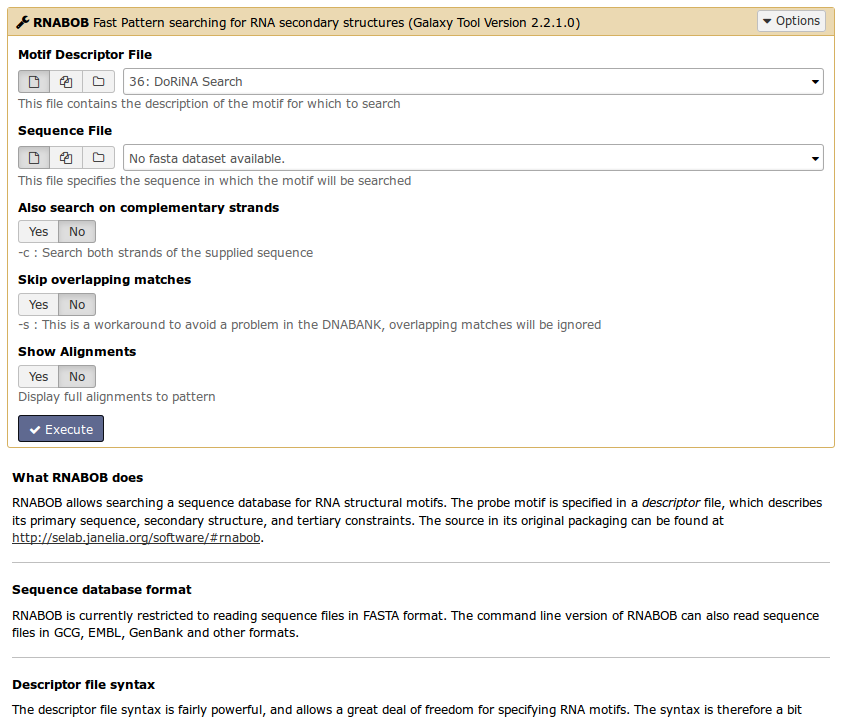 RNABOB Fast Pattern searching for RNA secondary structures (Galaxy Tool Version 2.2.1.0)
Options
Motif Descriptor File
36: DoRiNA Search
This file contains the description of the motif for which to search
Sequence File
No fasta dataset available.
This file specifies the sequence in which the motif will be searched
Also search on complementary strands
Yes No
-c : Search both strands of the supplied sequence
Skip overlapping matches
Yes No
-s : This is a workaround to avoid a problem in the DNABANK, overlapping matches will be ignored
Show Alignments
Yes No
Display full alignments to pattern
Execute
What RNABOB does
RNABOB allows searching a sequence database for RNA structural motifs. The probe motif is specified in a descriptor file, which describes
its primary sequence, secondary structure, and tertiary constraints. The source in its original packaging can be found at
http://selab.janelia.org/software/#rnabob.
Sequence database format
RNABOB is currently restricted to reading sequence files in FASTA format. The command line version of RNABOB can also read sequence
files in GCG, EMBL, GenBank and other formats.
Descriptor file syntax
The descriptor file syntax is fairly powerful, and allows a great deal of freedom for specifying RNA motifs. The syntax is therefore a bit